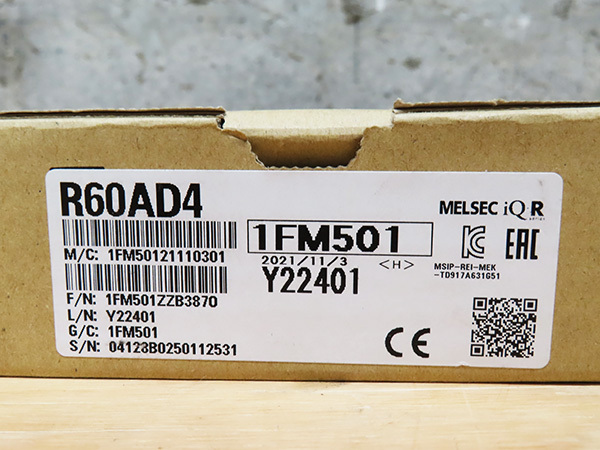 R60AD4
M/C: 1FM50121110301
F/N: 1FM501ZZB3870
L/N: Y22401
G/C: 1FM501
S/N: 04123B0250112531
1FM501
2021/11/3 <H>
Y22401
MELSEC iQ-R
series
MSIP-REI-MEK
-TD917A631G51
EAC
CE